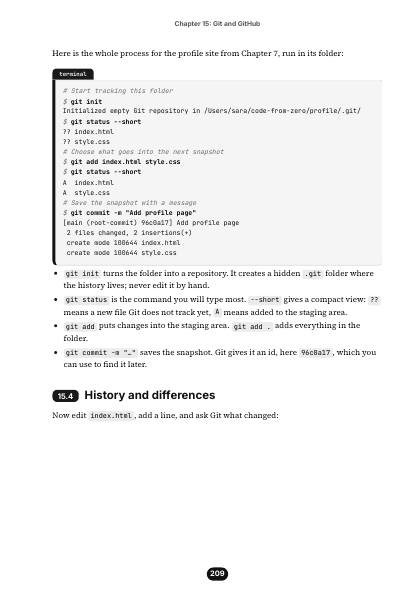 Chapter 15: Git and GitHub
Here is the whole process for the profile site from Chapter 7, run in its folder:
terminal
# Start tracking this folder
$ git init
Initialized empty Git repository in /Users/sara/code-from-zero/profile/.git/
$ git status --short
?? index.html
?? style.css
# Choose what goes into the next snapshot
$ git add index.html style.css
$ git status --short
A  index.html
A  style.css
# Save the snapshot with a message
$ git commit -m "Add profile page"
[main (root-commit) 96c0a17] Add profile page
 2 files changed, 2 insertions(+)
 create mode 100644 index.html
 create mode 100644 style.css
• git init turns the folder into a repository. It creates a hidden .git folder where
the history lives; never edit it by hand.
• git status is the command you will type most. --short gives a compact view: ??
means a new file Git does not track yet, A means added to the staging area.
• git add puts changes into the staging area. git add . adds everything in the
folder.
• git commit -m "…" saves the snapshot. Git gives it an id, here 96c0a17, which you
can use to find it later.
15.4 History and differences
Now edit index.html, add a line, and ask Git what changed:
209